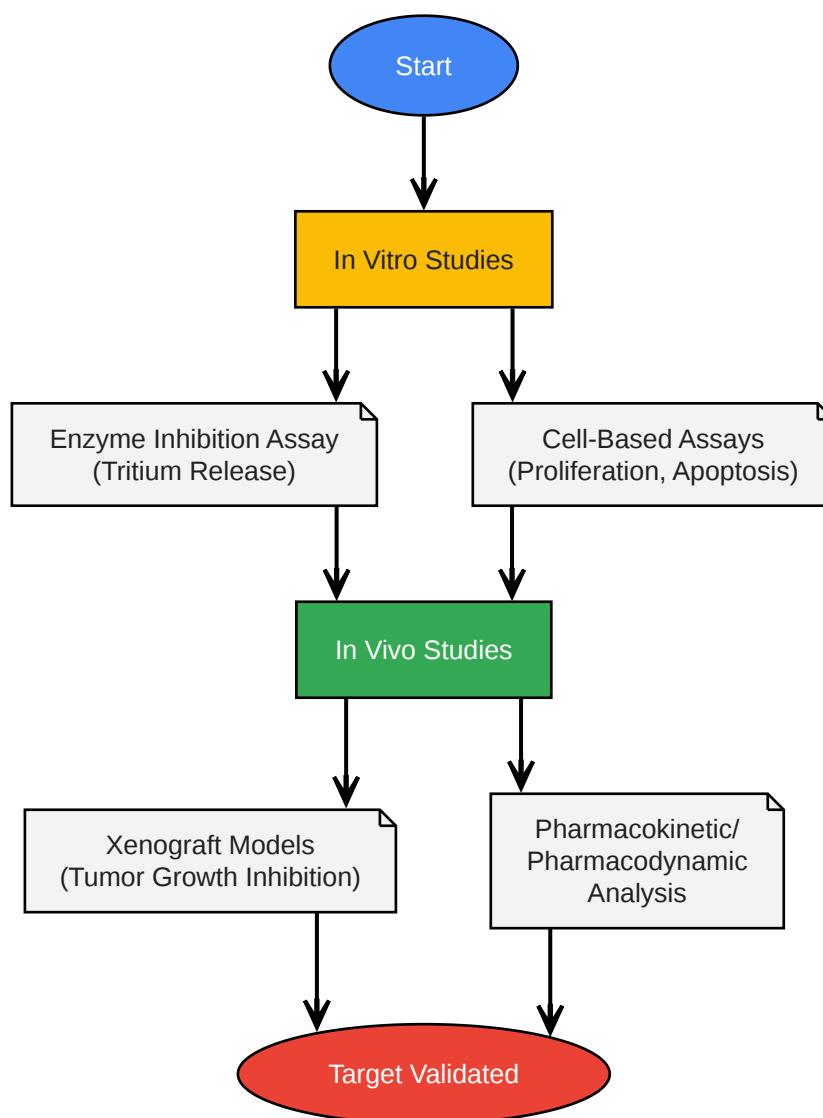 Start
In Vitro Studies
Enzyme Inhibition Assay
(Tritium Release)
Cell-Based Assays
(Proliferation, Apoptosis)
In Vivo Studies
Xenograft Models
(Tumor Growth Inhibition)
Pharmacokinetic/
Pharmacodynamic
Analysis
Target Validated